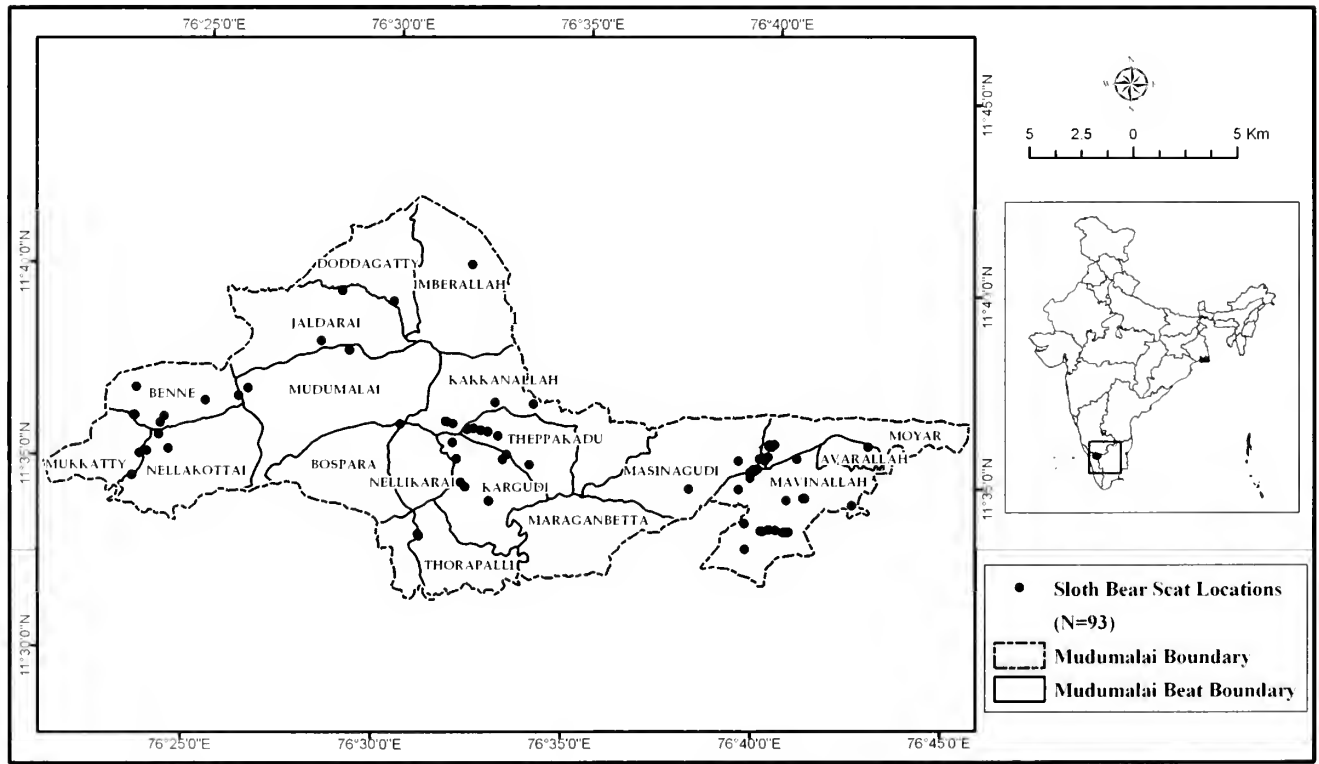 76°25'0"E 76°30'0"E 76°35'0"E 76°40'0"E
N
W E
N
5 2.5 0 5 Km
11°45'0"N
11°40'0"N
11°40'0"N
11°35'0"N
11°35'0"N
11°30'0"N
DODDAGATTY
IMBERALLAH
JALDARAI
BENNE
MUDUMALAI
KAKKANALLAH
THEPPAKADU
MOYAR
MUKKATTY
NELLAKOTTAI
BOSPARA
NELLIKARAI
KARGUDI
MASINAGUDI
AVARALLAH
MAVINALLAH
MARAGANBETTA
THORAPALLI
76°25'0"E 76°30'0"E 76°35'0"E 76°40'0"E 76°45'0"E
Sloth Bear Scat Locations
(N=93)
Mudumalai Boundary
Mudumalai Beat Boundary